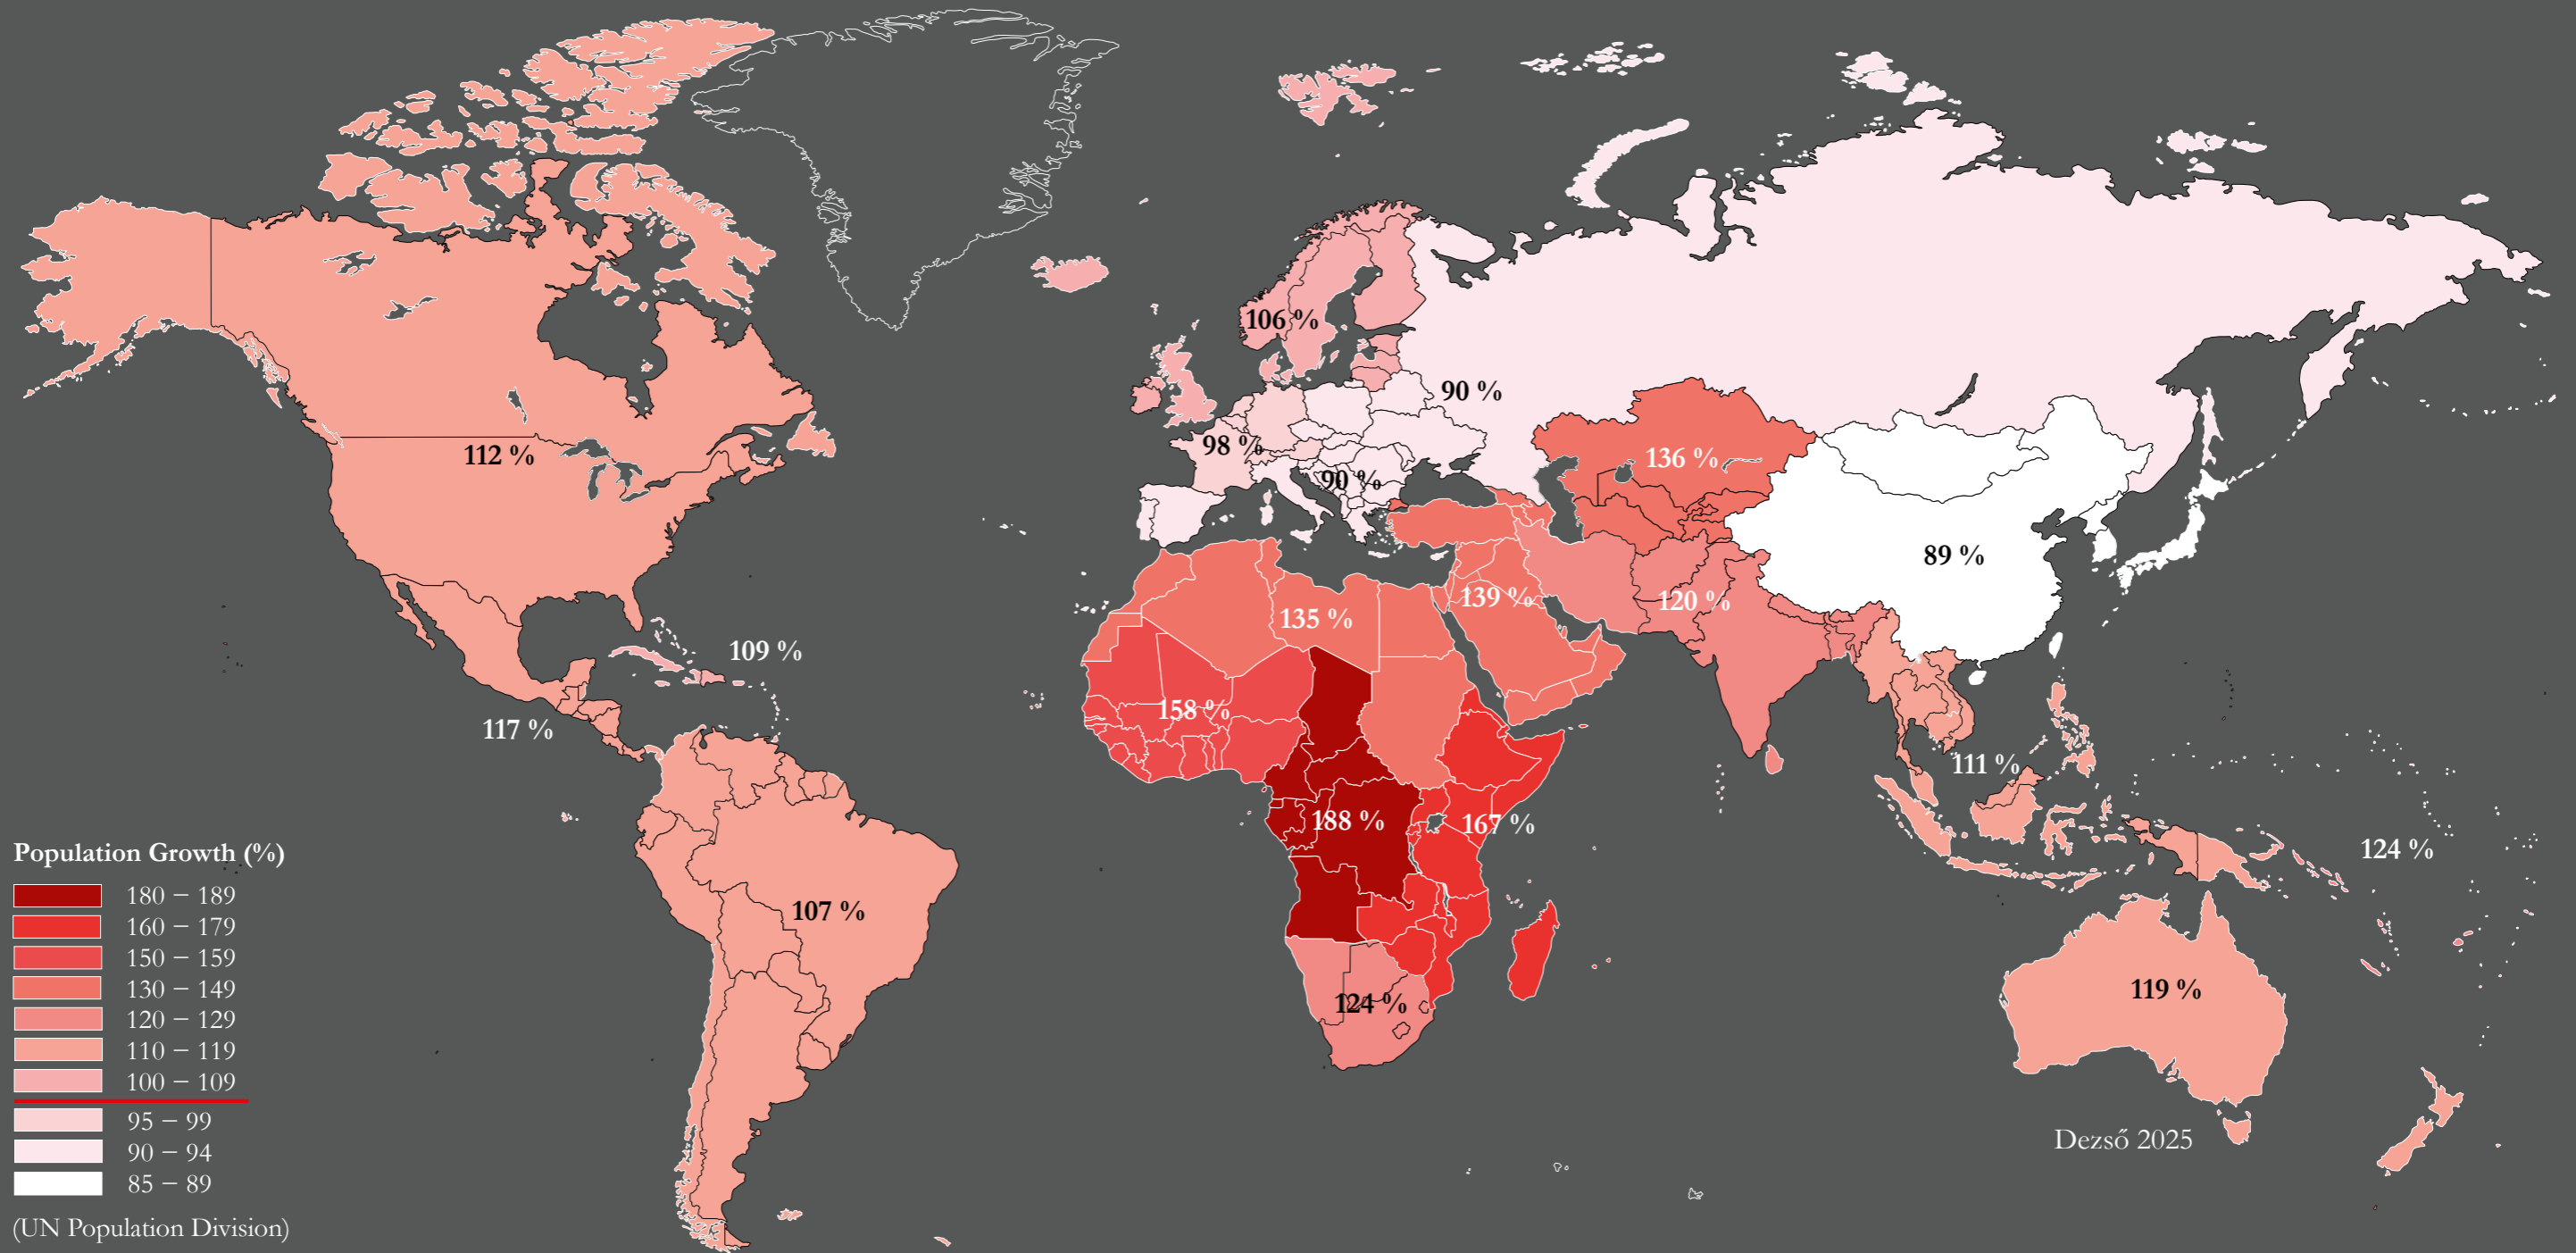 106 %
90 %
98 %
112 %
136 %
90 %
89 %
139 %
120 %
135 %
109 %
158 %
117 %
111 %
188 %
167 %
124 %
107 %
119 %
124 %
Population Growth (%)
180 – 189
160 – 179
150 – 159
130 – 149
120 – 129
110 – 119
100 – 109
95 – 99
90 – 94
85 – 89
(UN Population Division)
Dezső 2025